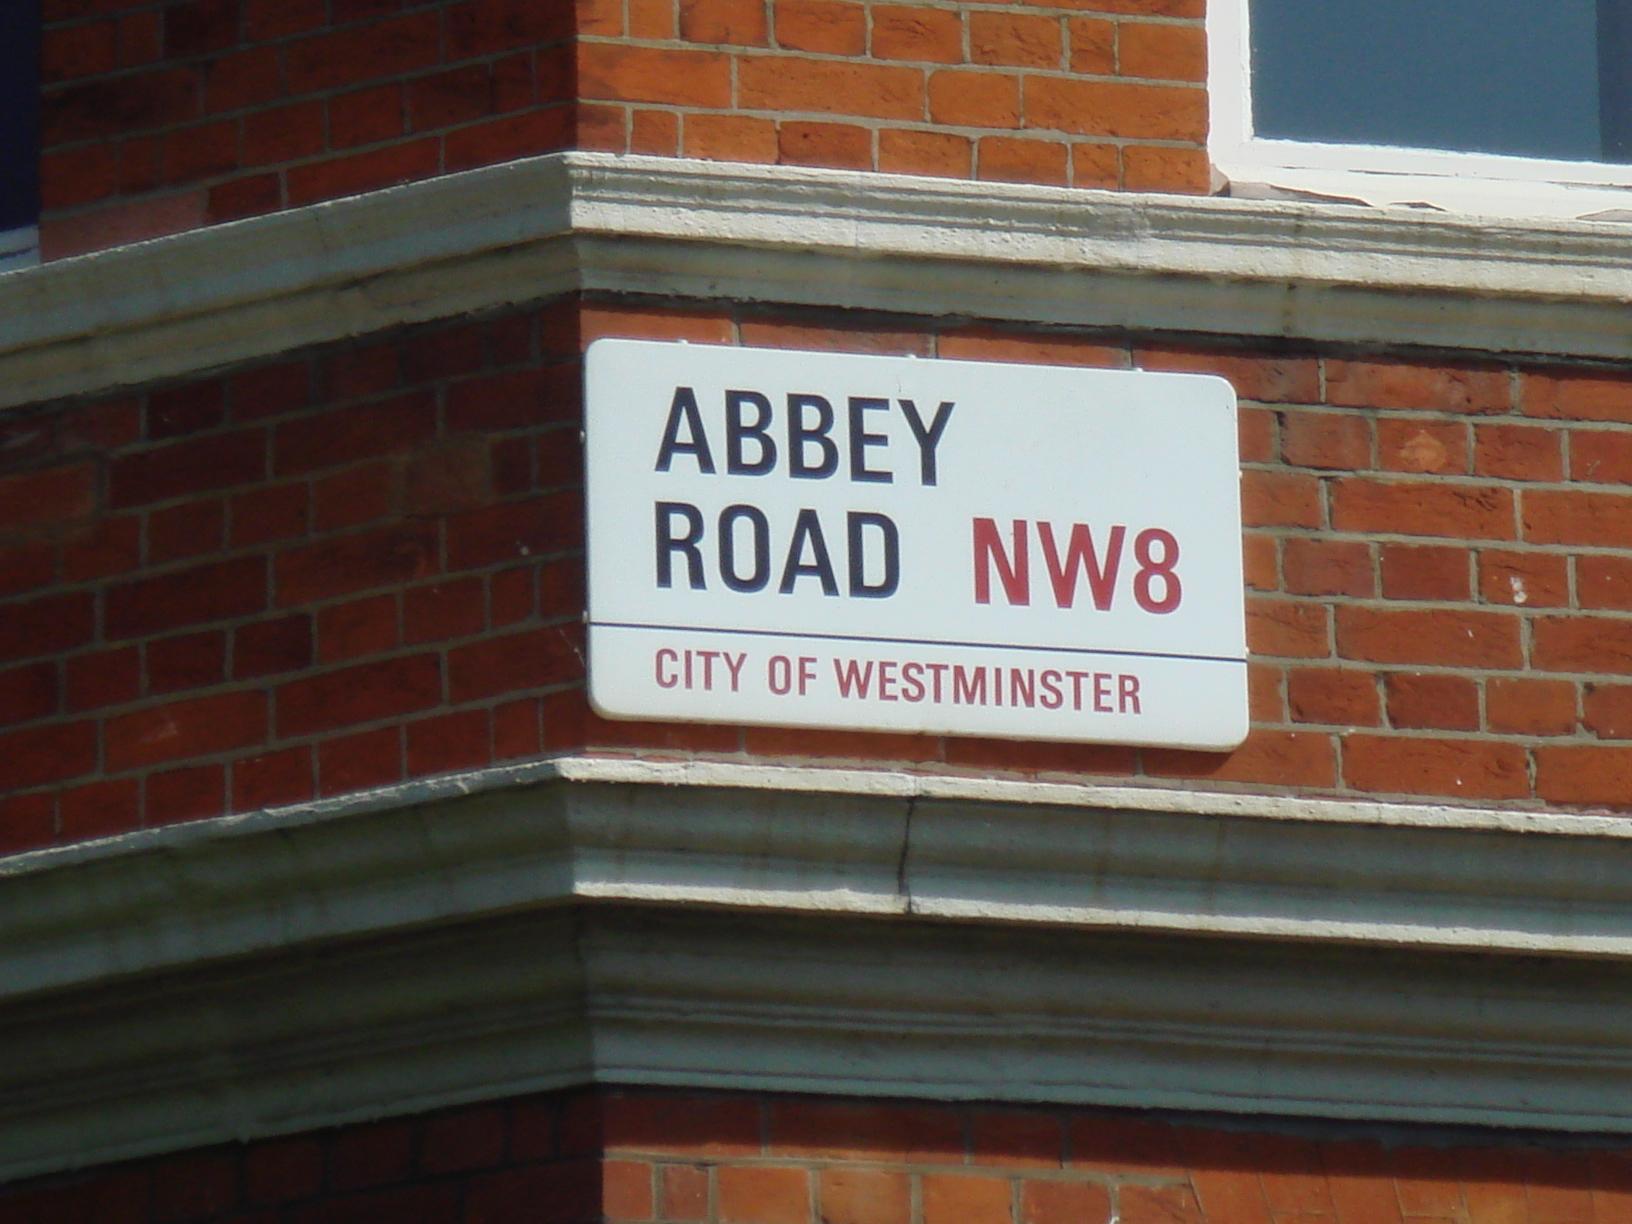 ABBEY
ROAD NW8
CITY OF WESTMINSTER